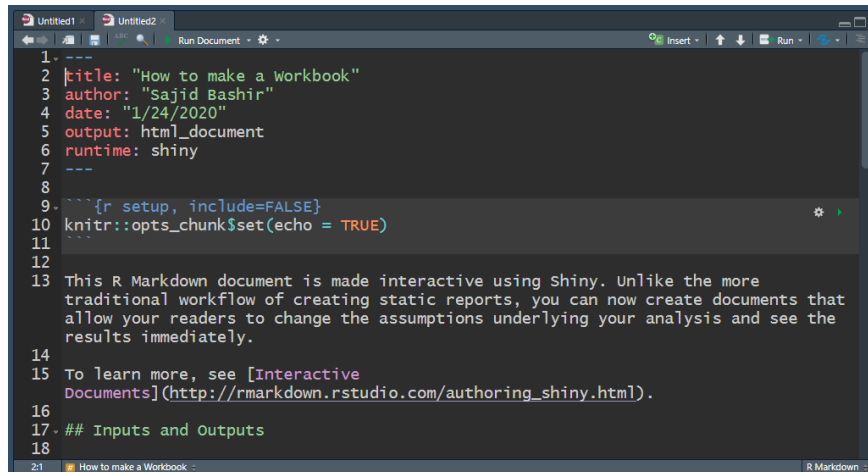 Untitled1 × Untitled2 ×
ABC Run Document Insert Run
1 ---
2 title: "How to make a Workbook"
3 author: "Sajid Bashir"
4 date: "1/24/2020"
5 output: html_document
6 runtime: shiny
7 ---
8
9 ```{r setup, include=FALSE}
10 knitr::opts_chunk$set(echo = TRUE)
11 ```
12
13 This R Markdown document is made interactive using Shiny. Unlike the more
traditional workflow of creating static reports, you can now create documents that
allow your readers to change the assumptions underlying your analysis and see the
results immediately.
14
15 To learn more, see [Interactive
Documents](http://rmarkdown.rstudio.com/authoring_shiny.html).
16
17 ## Inputs and Outputs
18
2:1 # How to make a Workbook R Markdown